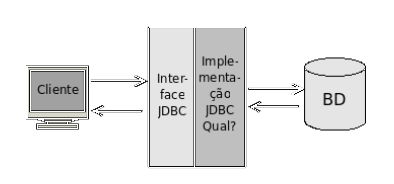 Cliente
Inter-
face
JDBC
Imple-
menta-
ção
JDBC
Qual?
BD